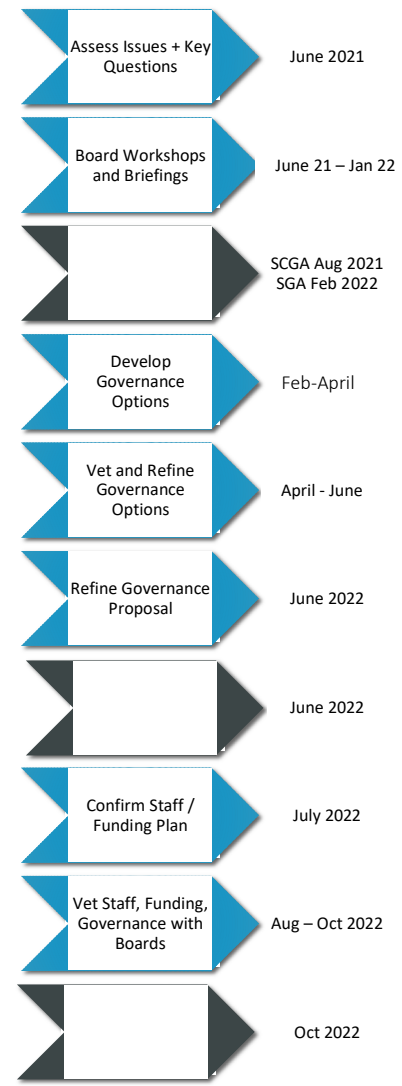 Assess Issues + Key
Questions
June 2021
Board Workshops
and Briefings
June 21 – Jan 22
SCGA Aug 2021
SGA Feb 2022
Develop
Governance
Options
Feb-April
Vet and Refine
Governance
Options
April - June
Refine Governance
Proposal
June 2022
June 2022
Confirm Staff /
Funding Plan
July 2022
Vet Staff, Funding,
Governance with
Boards
Aug – Oct 2022
Oct 2022